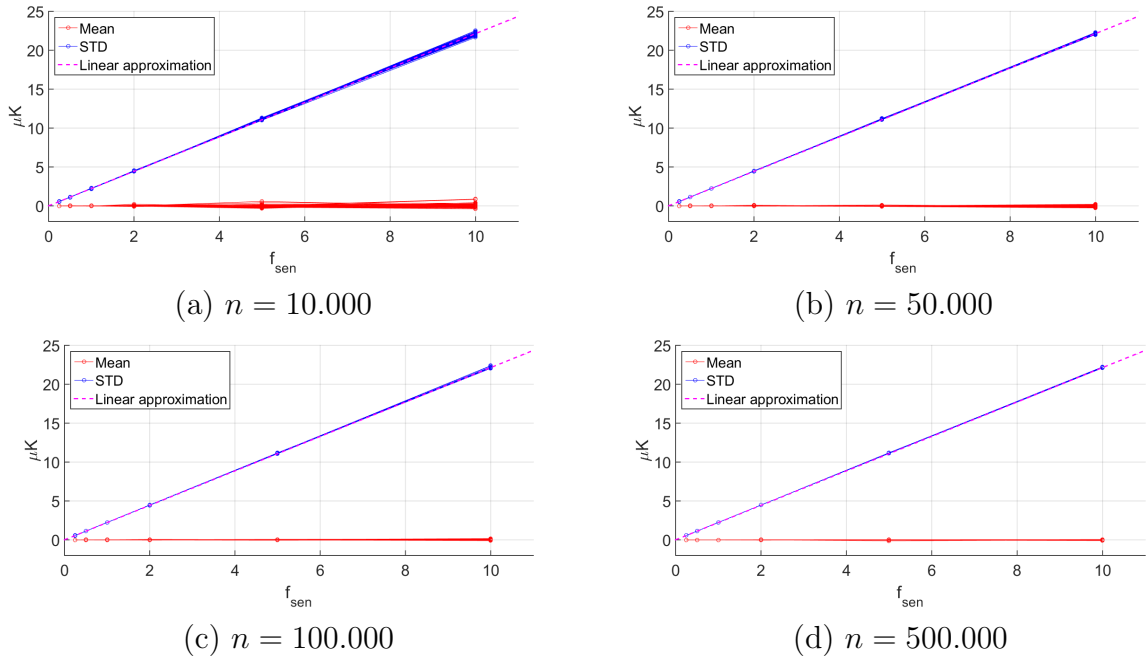 25
20
15
10
5
0
μK
Mean
STD
Linear approximation
0 2 4 6 8 10
f_sen
(a) n = 10.000
25
20
15
10
5
0
μK
Mean
STD
Linear approximation
0 2 4 6 8 10
f_sen
(b) n = 50.000
25
20
15
10
5
0
μK
Mean
STD
Linear approximation
0 2 4 6 8 10
f_sen
(c) n = 100.000
25
20
15
10
5
0
μK
Mean
STD
Linear approximation
0 2 4 6 8 10
f_sen
(d) n = 500.000